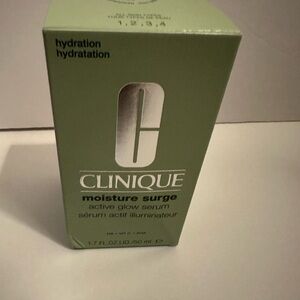 1, 2, 3, 4
hydration
hydratation
CLINIQUE
moisture surge
active glow serum
sérum actif illuminateur
1.7 FL.OZ./50 ml ℮